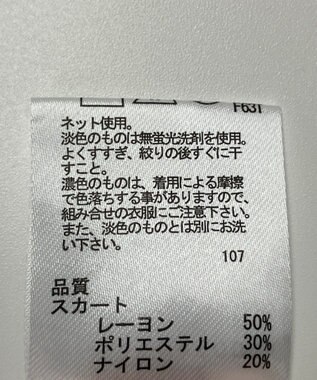 F631
ネット使用。
淡色のものは無蛍光洗剤を使用。
よくすすぎ、絞りの後すぐに干
すこと。
濃色のものは、着用による摩擦
で色落ちする事がありますので、
組み合せの衣服にご注意下さい。
また、淡色のものとは別にお洗
い下さい。
107
品質
スカート
レーヨン 50%
ポリエステル 30%
ナイロン 20%